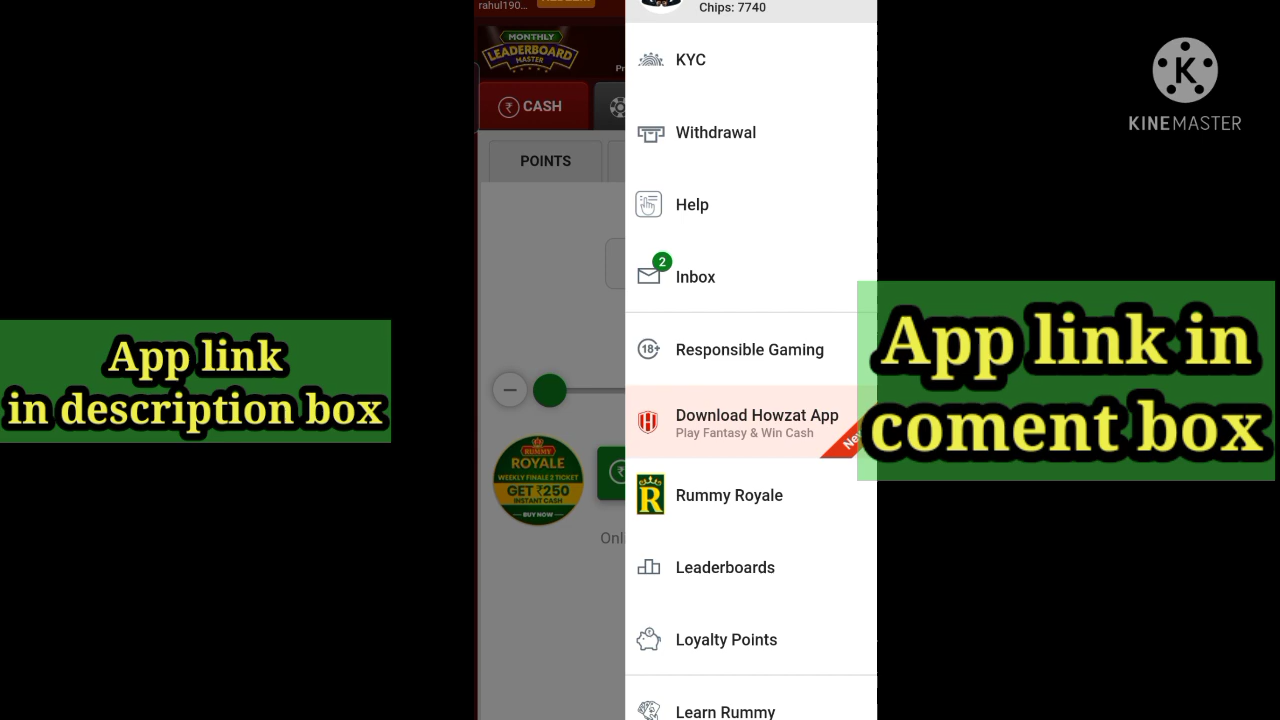 rahul190...
Chips: 7740
MONTHLY
LEADERBOARD
MASTER
KYC
K
KINEMASTER
₹ CASH
POINTS
Withdrawal
Help
2
Inbox
18+
Responsible Gaming
App link
in description box
Download Howzat App
Play Fantasy & Win Cash
New
App link in
coment box
RUMMY
ROYALE
WEEKLY FINALE 2 TICKET
GET ₹250
INSTANT CASH
BUY NOW
₹
R
Rummy Royale
Onli
Leaderboards
Loyalty Points
Learn Rummy